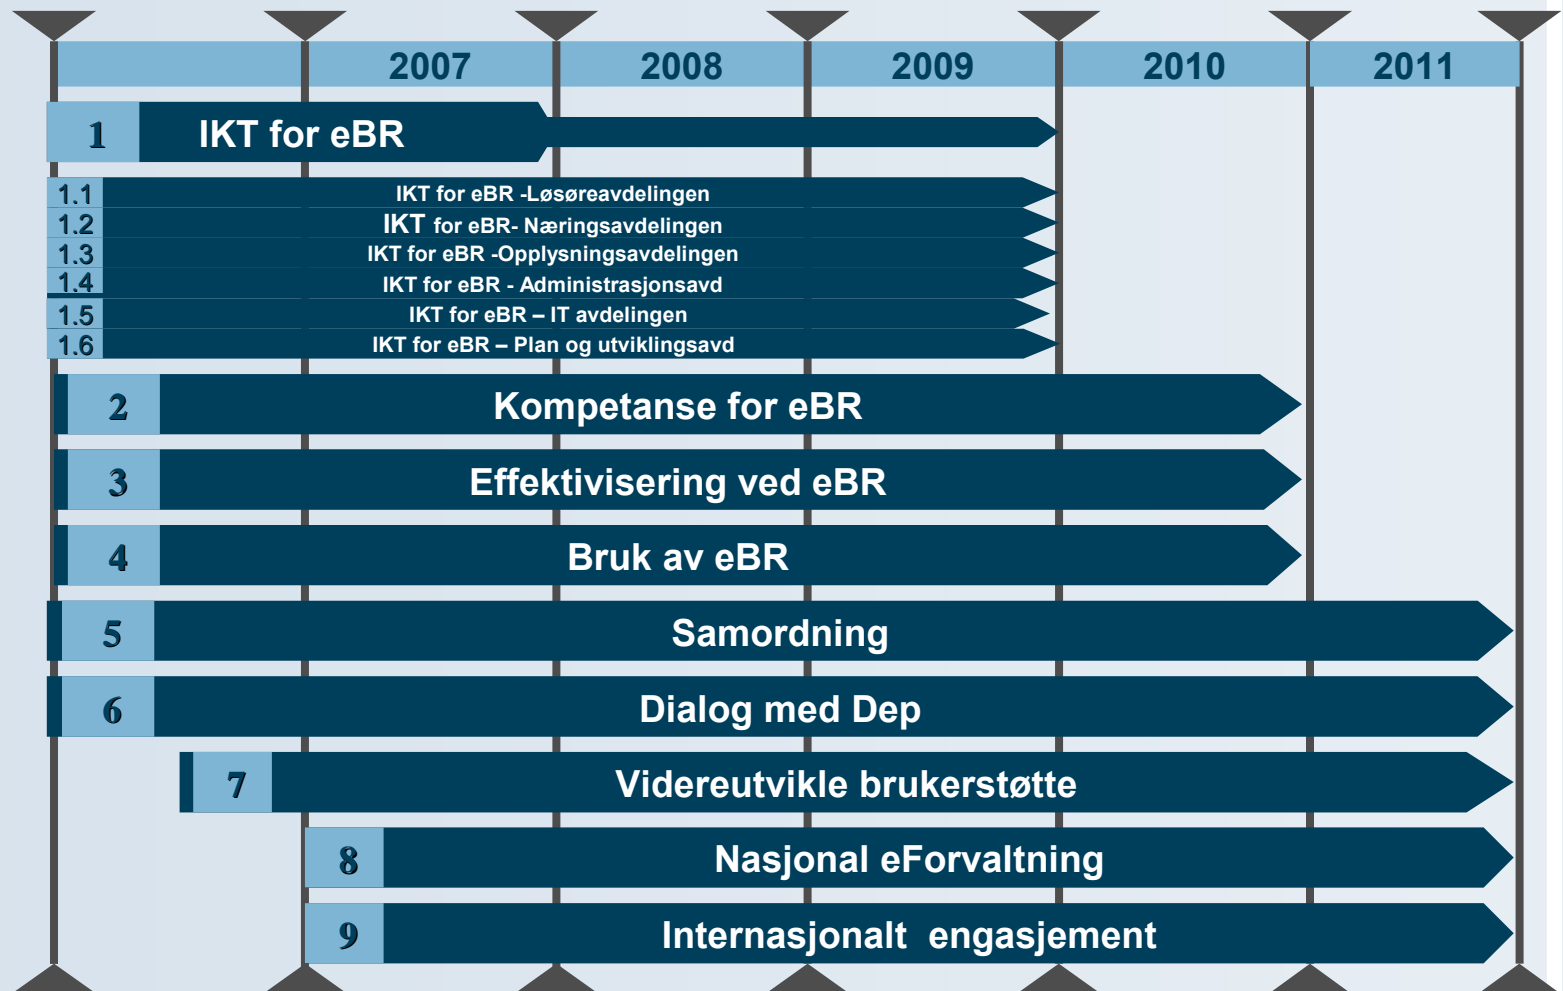 2007 2008 2009 2010 2011
1 IKT for eBR
1.1 IKT for eBR -Løsøreavdelingen
1.2 IKT for eBR- Næringsavdelingen
1.3 IKT for eBR -Opplysningsavdelingen
1.4 IKT for eBR - Administrasjonsavd
1.5 IKT for eBR – IT avdelingen
1.6 IKT for eBR – Plan og utviklingsavd
2 Kompetanse for eBR
3 Effektivisering ved eBR
4 Bruk av eBR
5 Samordning
6 Dialog med Dep
7 Videreutvikle brukerstøtte
8 Nasjonal eForvaltning
9 Internasjonalt engasjement